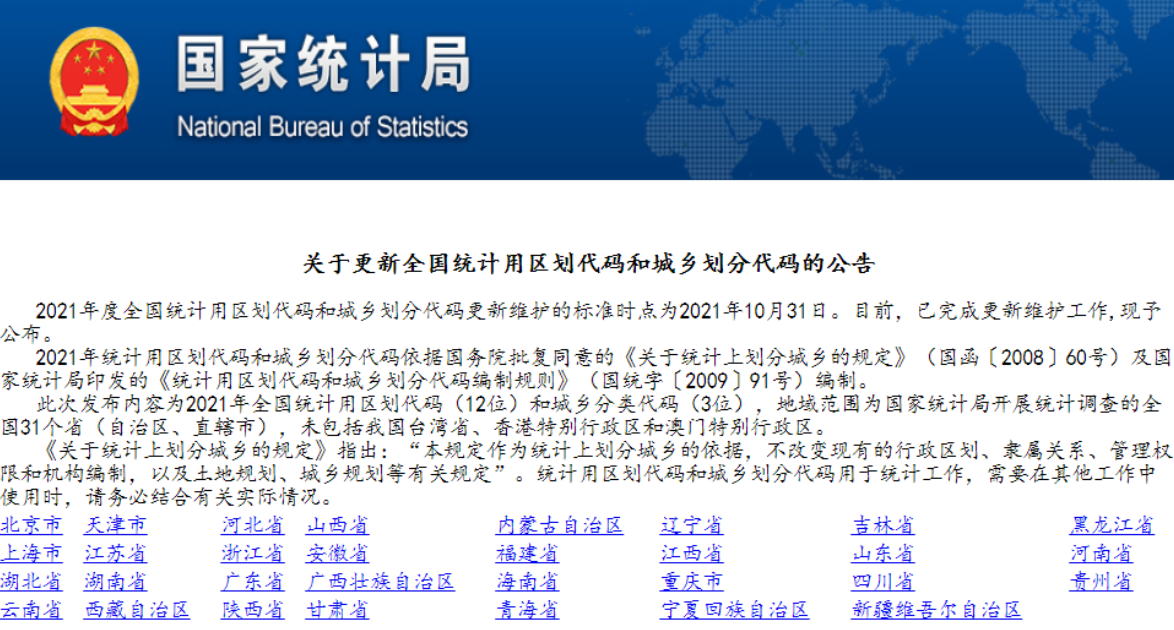 国家统计局
National Bureau of Statistics
关于更新全国统计用区划代码和城乡划分代码的公告
2021年度全国统计用区划代码和城乡划分代码更新维护的标准时点为2021年10月31日。目前，已完成更新维护工作,现予
公布。
2021年统计用区划代码和城乡划分代码依据国务院批复同意的《关于统计上划分城乡的规定》（国函〔2008〕60号）及国
家统计局印发的《统计用区划代码和城乡划分代码编制规则》（国统字〔2009〕91号）编制。
此次发布内容为2021年全国统计用区划代码（12位）和城乡分类代码（3位），地域范围为国家统计局开展统计调查的全
国31个省（自治区、直辖市），未包括我国台湾省、香港特别行政区和澳门特别行政区。
《关于统计上划分城乡的规定》指出：“本规定作为统计上划分城乡的依据，不改变现有的行政区划、隶属关系、管理权
限和机构编制，以及土地规划、城乡规划等有关规定”。统计用区划代码和城乡划分代码用于统计工作，需要在其他工作中
使用时，请务必结合有关实际情况。
北京市 天津市 河北省 山西省 内蒙古自治区 辽宁省 吉林省 黑龙江省
上海市 江苏省 浙江省 安徽省 福建省 江西省 山东省 河南省
湖北省 湖南省 广东省 广西壮族自治区 海南省 重庆市 四川省 贵州省
云南省 西藏自治区 陕西省 甘肃省 青海省 宁夏回族自治区 新疆维吾尔自治区